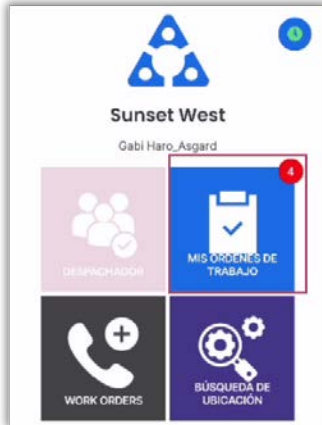 Sunset West
Gabi Haro_Asgard
4
DESPACHADOR
MIS ORDENES DE
TRABAJO
WORK ORDERS
BÚSQUEDA DE
UBICACIÓN